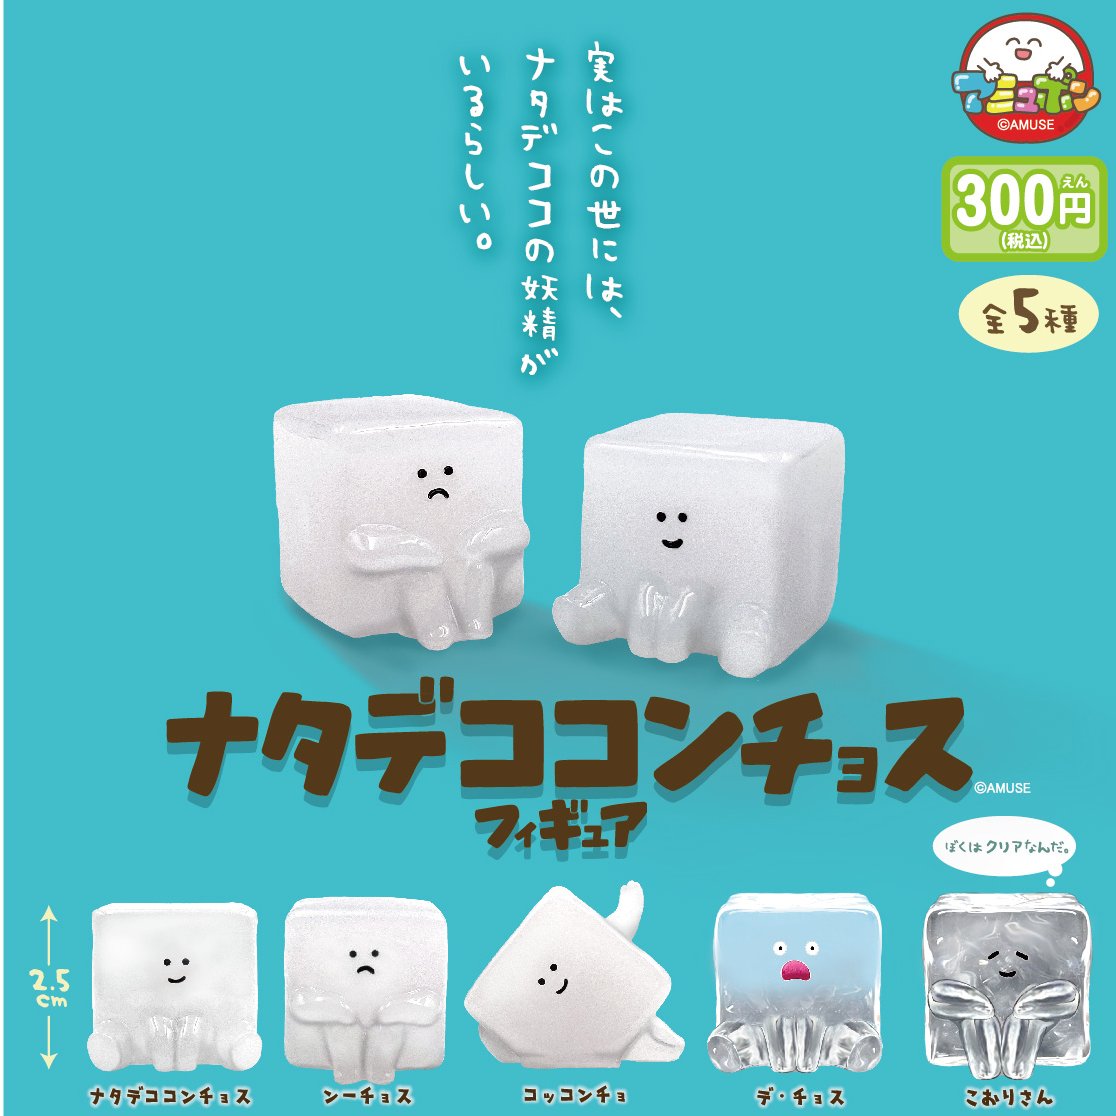 実はこの世には、
ナタデココの妖精が
いるらしい。
アミューポン
©AMUSE
300円
えん
(税込)
全5種
ナタデココンチョス
©AMUSE
フィギュア
ぼくはクリアなんだ。
2.5
cm
ナタデココンチョス
シーチョス
コッコンチョ
デ・チョス
こおりさん